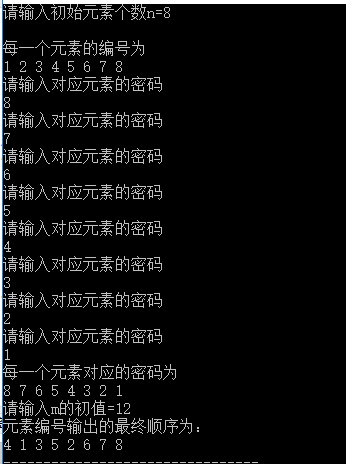 请输入初始元素个数n=8
每一个元素的编号为
1 2 3 4 5 6 7 8
请输入对应元素的密码
8
请输入对应元素的密码
7
请输入对应元素的密码
6
请输入对应元素的密码
5
请输入对应元素的密码
4
请输入对应元素的密码
3
请输入对应元素的密码
2
请输入对应元素的密码
1
每一个元素对应的密码为
8 7 6 5 4 3 2 1
请输入m的初值=12
元素编号输出的最终顺序为：
4 1 3 5 2 6 7 8
--------------------------------